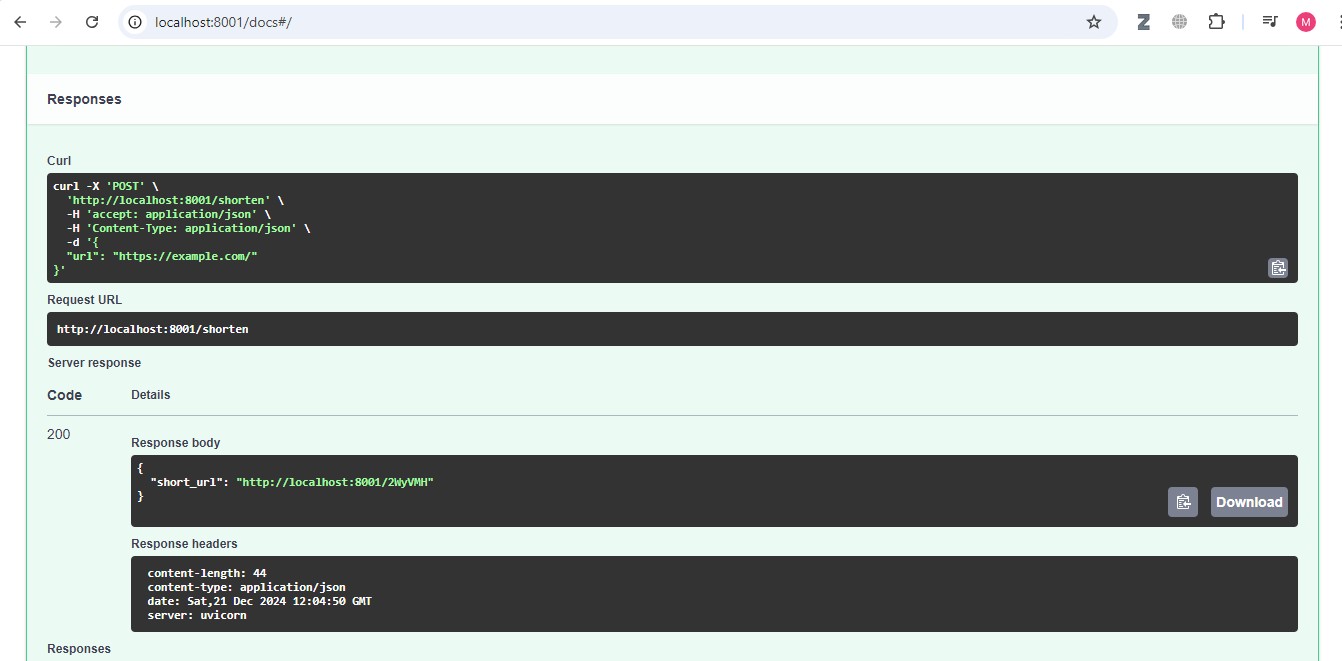 localhost:8001/docs#/
M
Responses
Curl
curl -X 'POST' \
  'http://localhost:8001/shorten' \
  -H 'accept: application/json' \
  -H 'Content-Type: application/json' \
  -d '{
  "url": "https://example.com/"
}'
Request URL
http://localhost:8001/shorten
Server response
Code Details
200
Response body
{
  "short_url": "http://localhost:8001/2WyVMH"
}
Download
Response headers
content-length: 44
content-type: application/json
date: Sat,21 Dec 2024 12:04:50 GMT
server: uvicorn
Responses